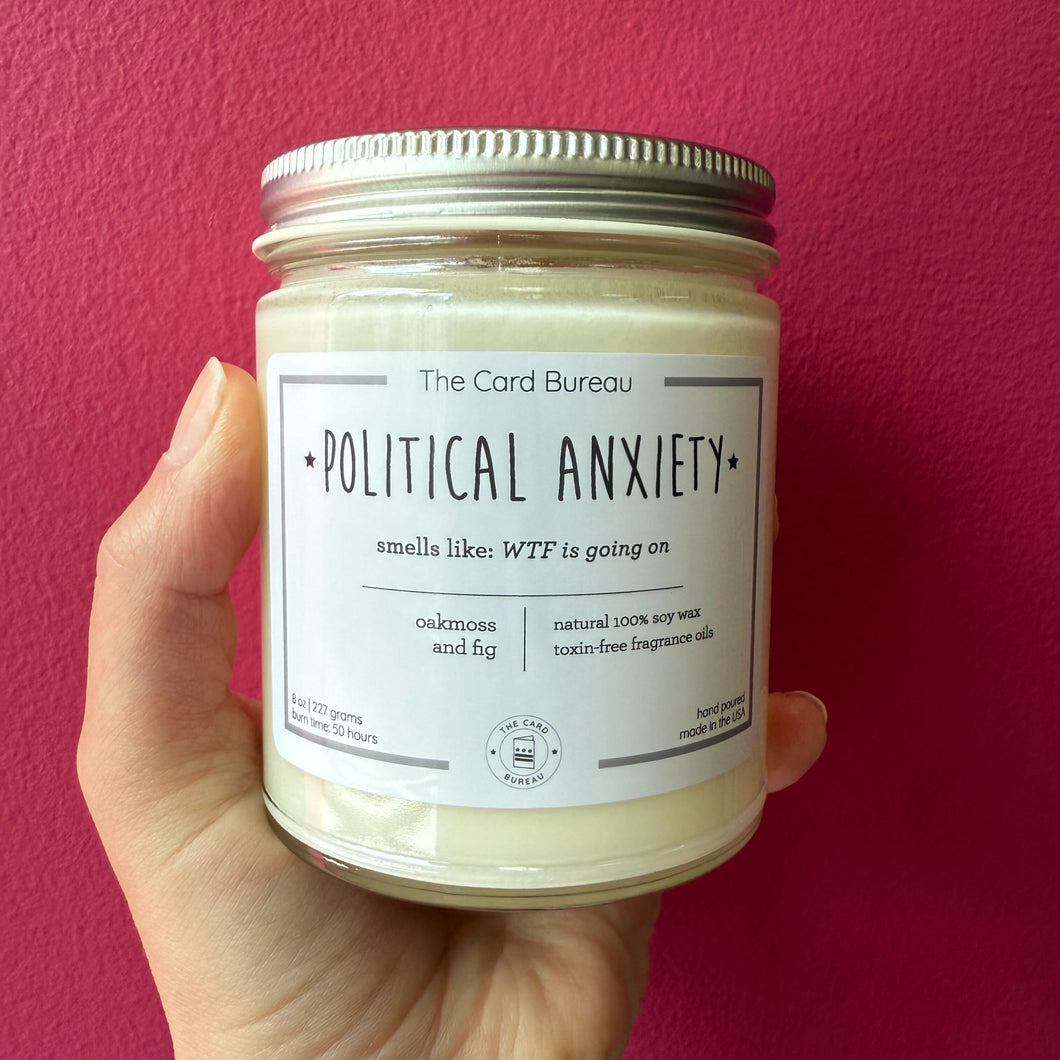 The Card Bureau
★POLITICAL ANXIETY★
smells like: WTF is going on
oakmoss
and fig
natural 100% soy wax
toxin-free fragrance oils
8 oz | 227 grams
burn time: 50 hours
THE CARD
BUREAU
hand poured
made in the USA